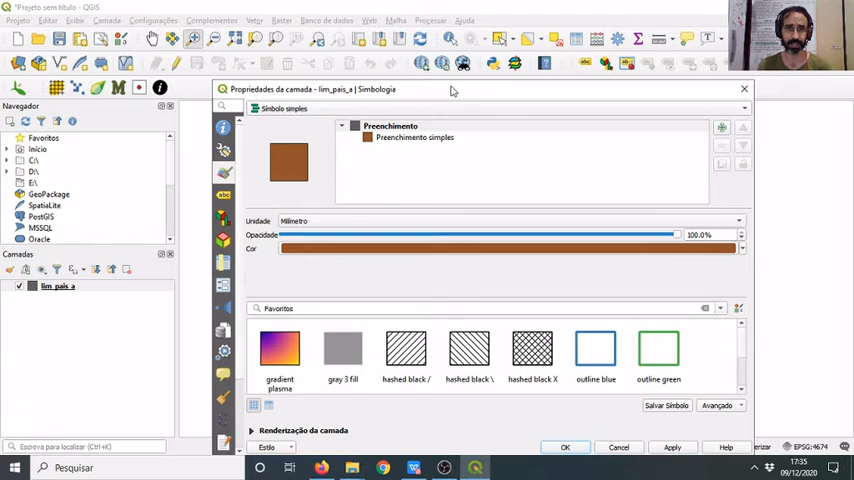 *Projeto sem título - QGIS
Projeto Editar Exibir Camada Configurações Complementos Vetor Raster Banco de dados Web Malha Processar Ajuda
Propriedades da camada - lim_pais_a | Simbologia
Navegador
Símbolo simples
Preenchimento
Preenchimento simples
Favoritos
Início
C:\
D:\
E:\
GeoPackage
SpatiaLite
PostGIS
MSSQL
Oracle
Unidade Milímetro
Opacidade 100.0%
Cor
Camadas
lim_pais_a
Favoritos
gradient plasma
gray 3 fill
hashed black /
hashed black \
hashed black X
outline blue
outline green
Salvar Símbolo
Avançado
Renderização da camada
Estilo
OK
Cancel
Apply
Help
Escreva para localizar (Ctrl+K)
EPSG:4674
Pesquisar
17:35
09/12/2020